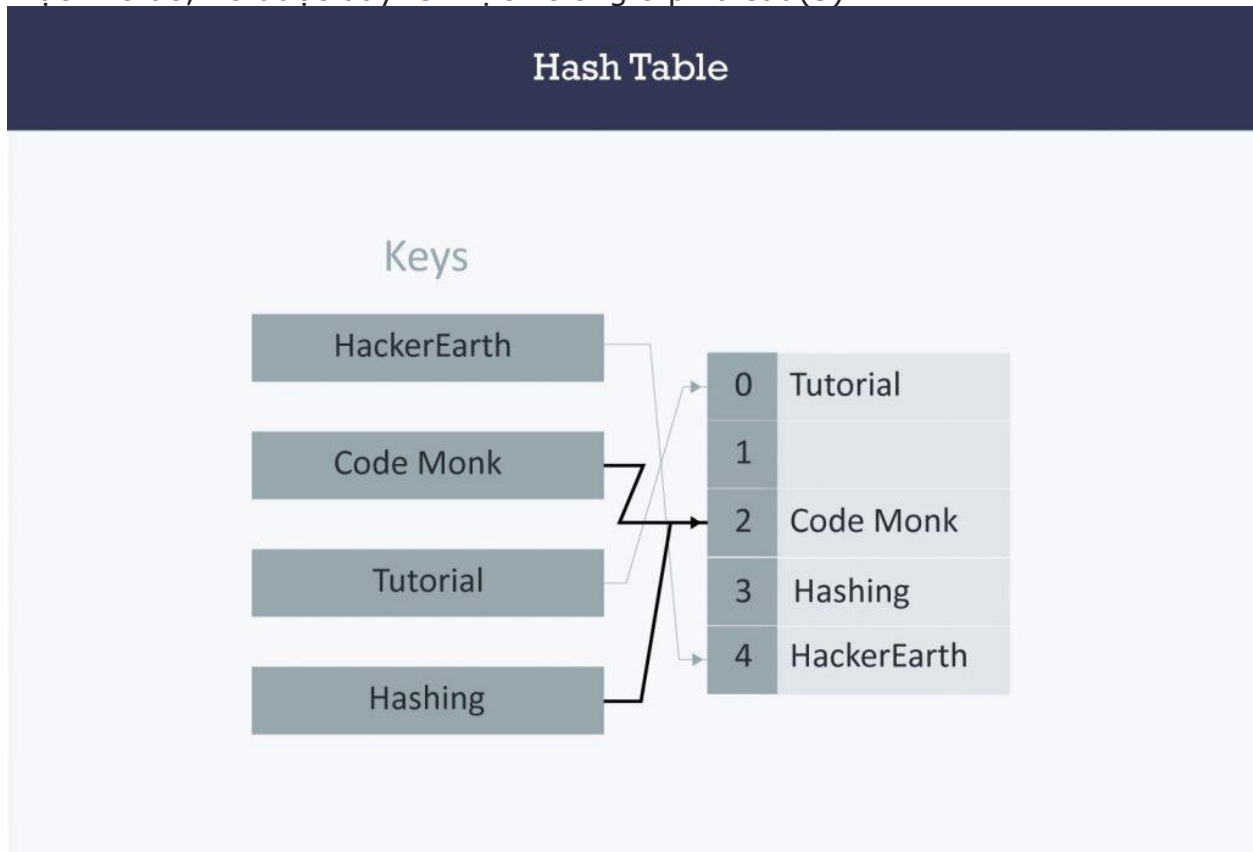 Hash Table
Keys
HackerEarth
Code Monk
Tutorial
Hashing
0 Tutorial
1
2 Code Monk
3 Hashing
4 HackerEarth